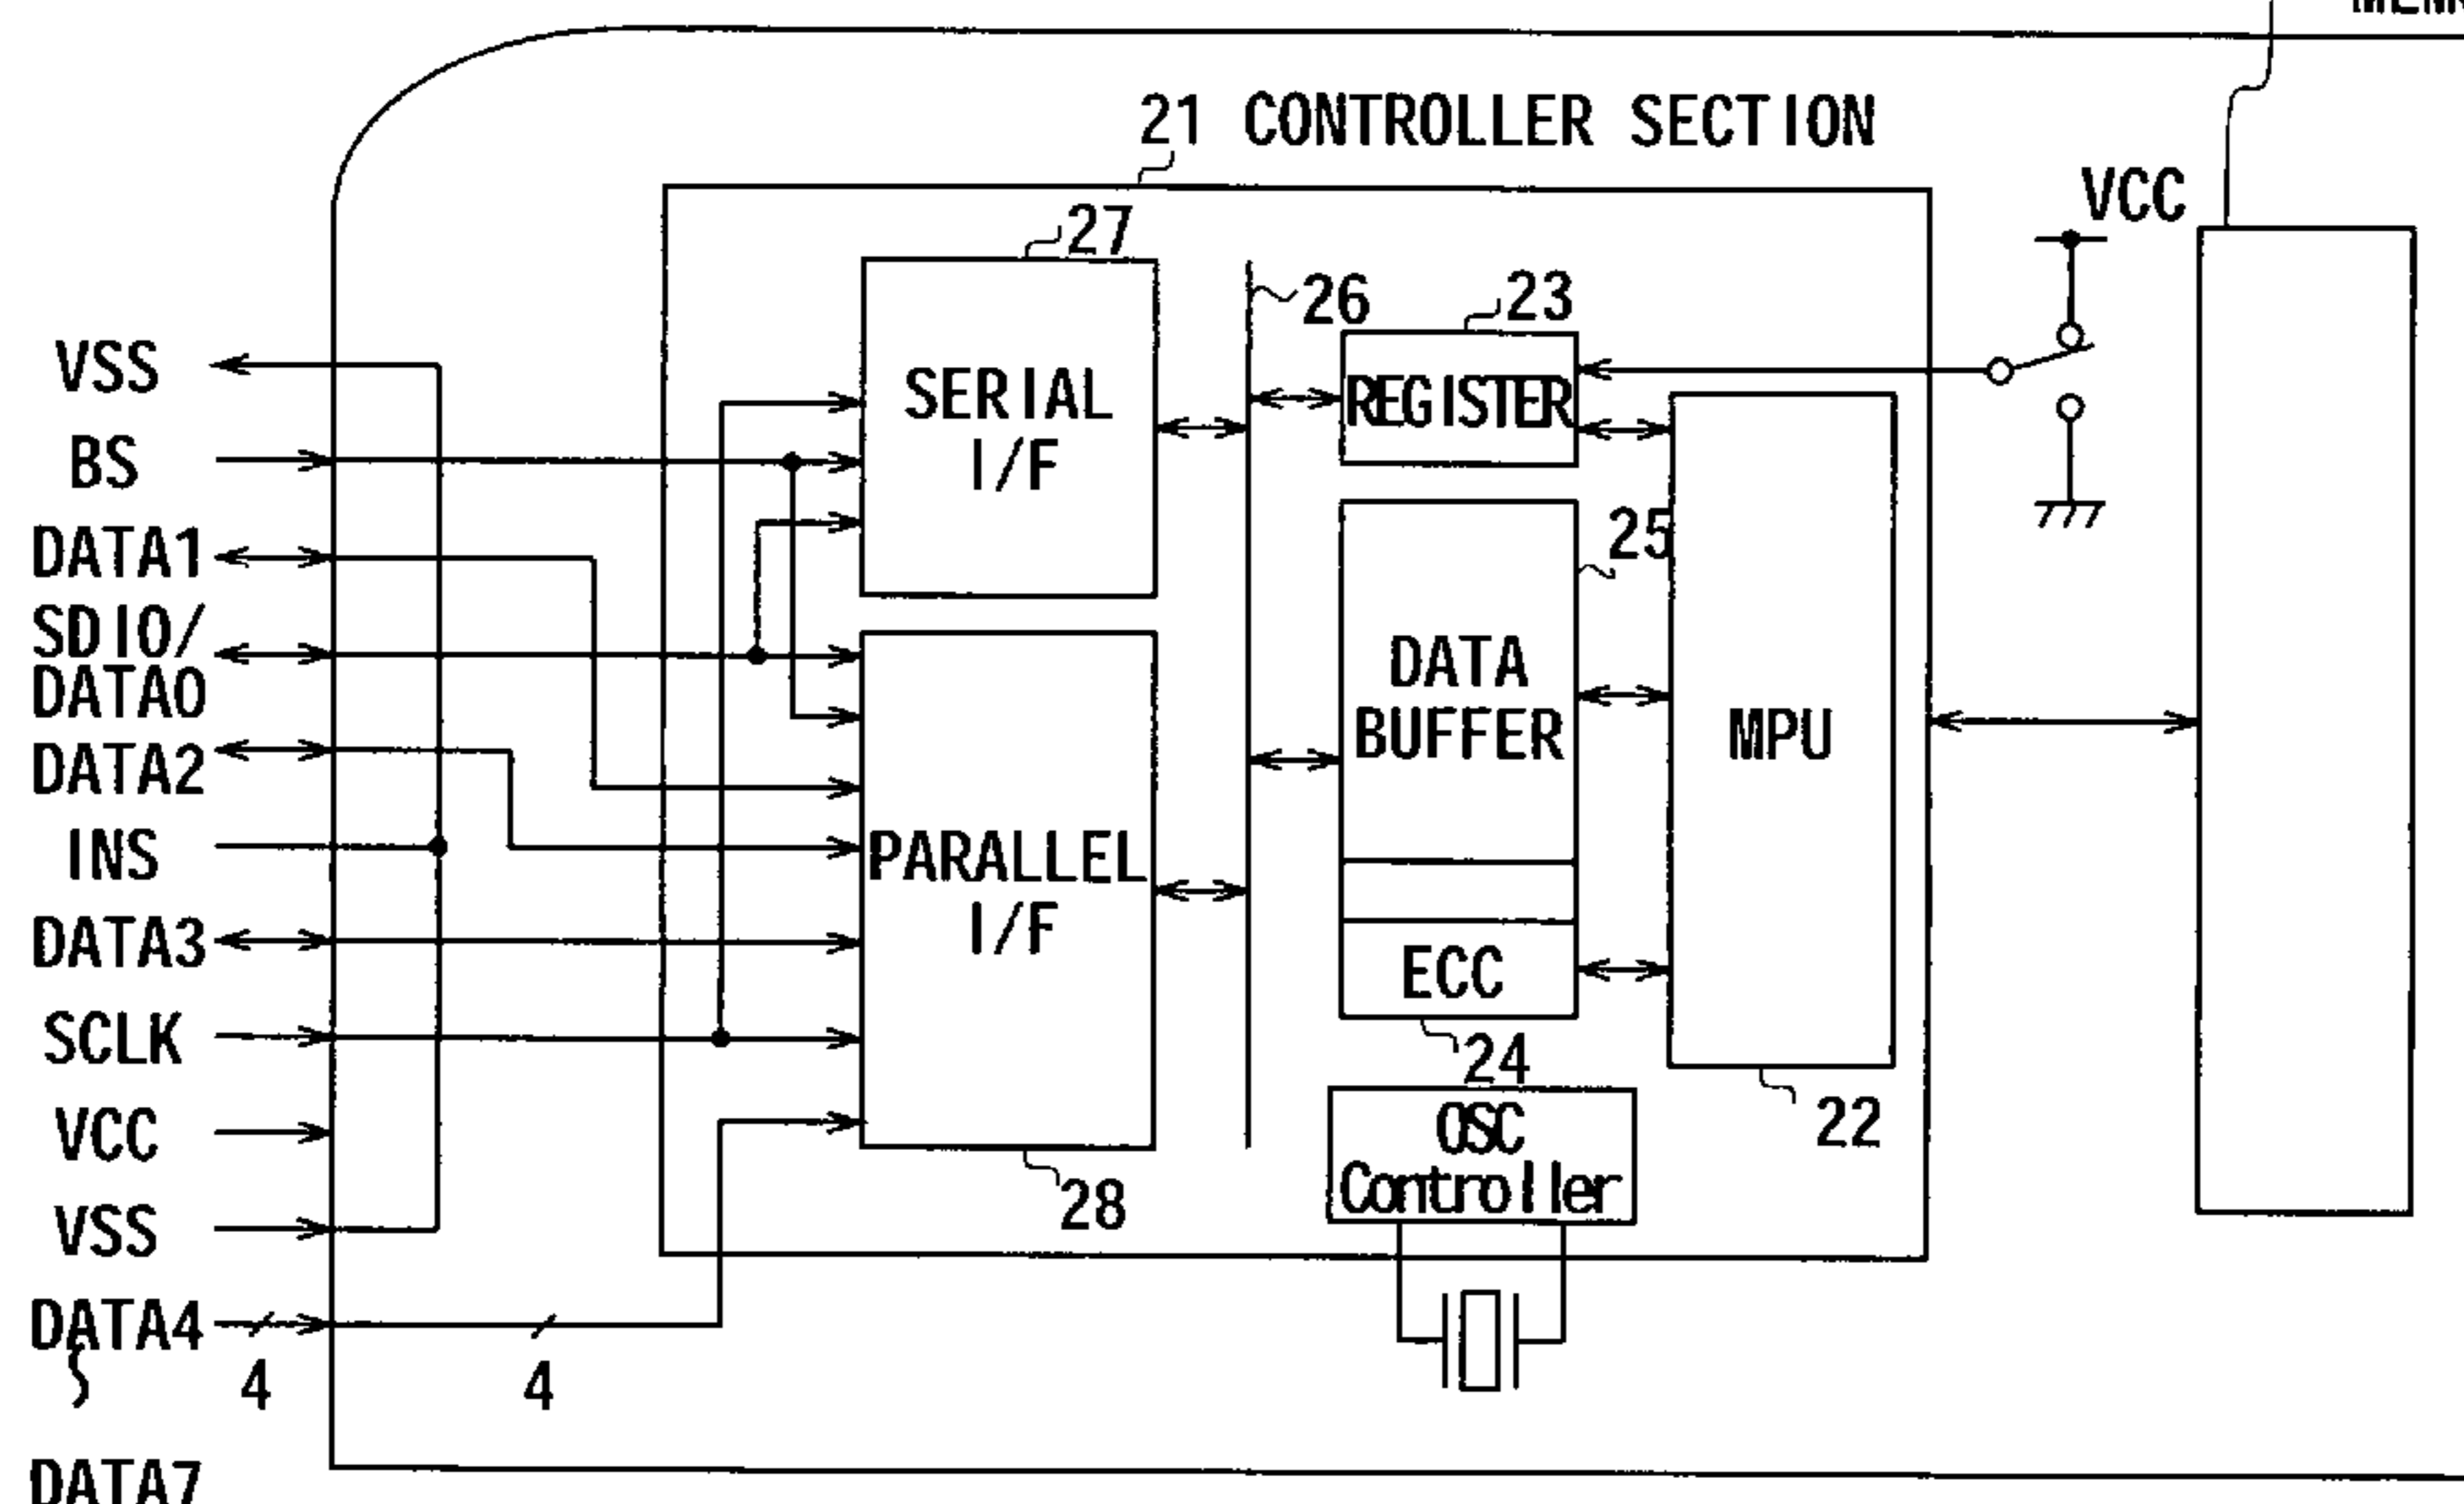 21 CONTROLLER SECTION
VCC
27
26
23
SERIAL
I/F
REGISTER
25
DATA
BUFFER
MPU
PARALLEL
I/F
ECC
24
OSC
Controller
22
28
VSS
BS
DATA1
SDIO/
DATA0
DATA2
INS
DATA3
SCLK
VCC
VSS
DATA4
4
4
DATA7